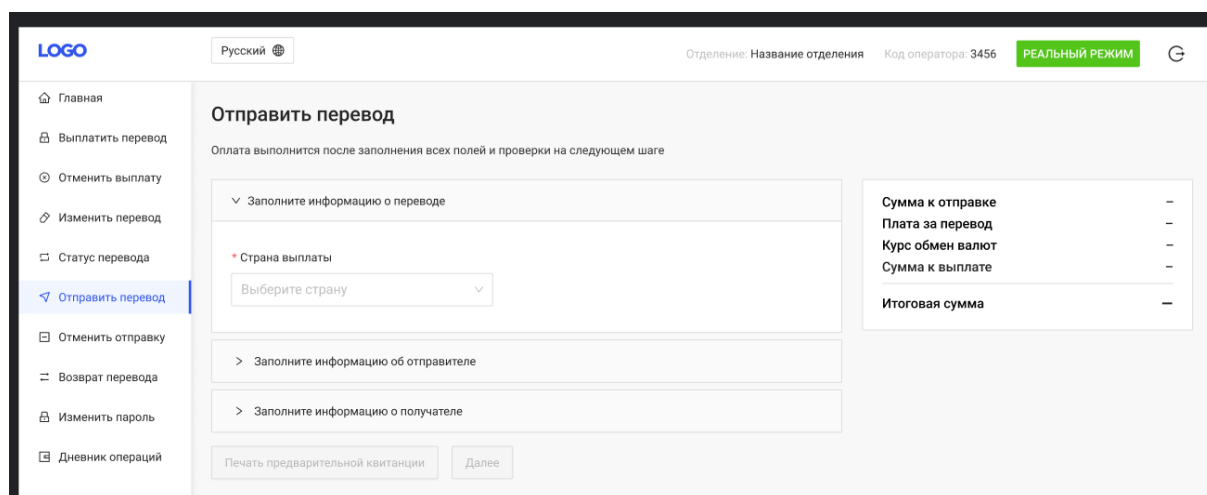 LOGO
Русский
Отделение: Название отделения
Код оператора: 3456
РЕАЛЬНЫЙ РЕЖИМ
Главная
Выплатить перевод
Отменить выплату
Изменить перевод
Статус перевода
Отправить перевод
Отменить отправку
Возврат перевода
Изменить пароль
Дневник операций
Отправить перевод
Оплата выполнится после заполнения всех полей и проверки на следующем шаге
Заполните информацию о переводе
* Страна выплаты
Выберите страну
Заполните информацию об отправителе
Заполните информацию о получателе
Печать предварительной квитанции
Далее
Сумма к отправке –
Плата за перевод –
Курс обмен валют –
Сумма к выплате –
Итоговая сумма –